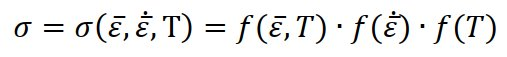 σ = σ(ε̄, ε̄̇, T) = f(ε̄, T) · f(ε̄̇) · f(T)